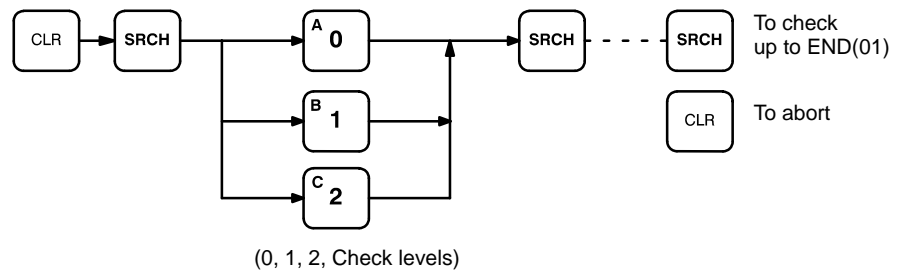 CLR
SRCH
A 0
SRCH
SRCH
To check
up to END(01)
B 1
CLR
To abort
C 2
(0, 1, 2, Check levels)